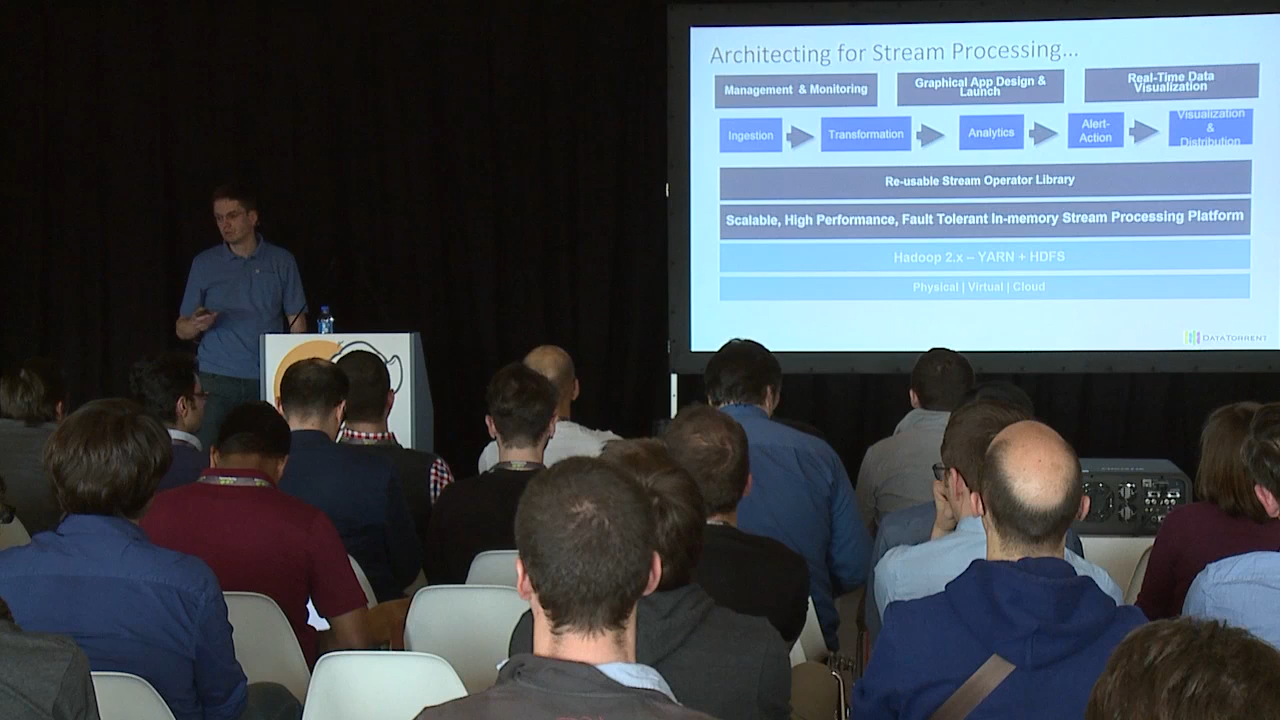 Architecting for Stream Processing...
Management & Monitoring
Graphical App Design &
Launch
Real-Time Data
Visualization
Ingestion
Transformation
Analytics
Alert-
Action
Visualization
&
Distribution
Re-usable Stream Operator Library
Scalable, High Performance, Fault Tolerant In-memory Stream Processing Platform
Hadoop 2.x – YARN + HDFS
Physical | Virtual | Cloud
DATATORRENT
CHRISTIE